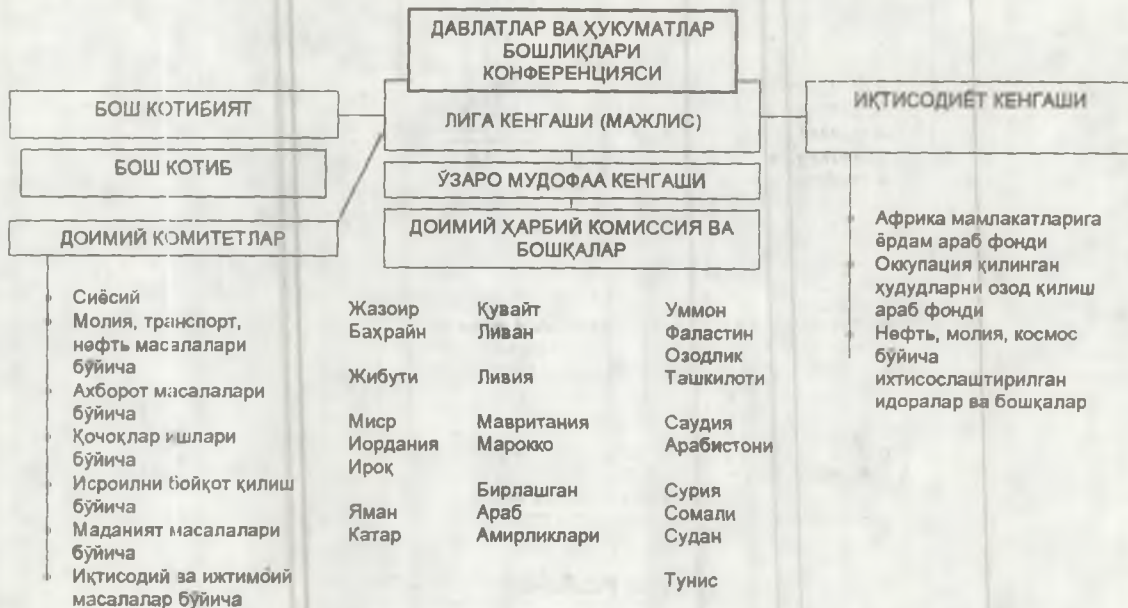 ДАВЛАТЛАР ВА ҲУКУМАТЛАР
БОШЛИҚЛАРИ
КОНФЕРЕНЦИЯСИ
БОШ КОТИБИЯТ
ЛИГА КЕНГАШИ (МАЖЛИС)
ИҚТИСОДИЁТ КЕНГАШИ
БОШ КОТИБ
ЎЗАРО МУДОФАА КЕНГАШИ
ДОИМИЙ КОМИТЕТЛАР
ДОИМИЙ ҲАРБИЙ КОМИССИЯ ВА
БОШҚАЛАР
Сиёсий
Молия, транспорт,
нефть масалалари
бўйича
Ахборот масалалари
бўйича
Қочоқлар ишлари
бўйича
Исроилни бойқот қилиш
бўйича
Маданият масалалари
бўйича
Иқтисодий ва ижтимоий
масалалар бўйича
Жазоир
Баҳрайн
Жибути
Миср
Иордания
Ироқ
Яман
Катар
Қувайт
Ливан
Ливия
Мавритания
Марокко
Бирлашган
Араб
Амирликлари
Уммон
Фаластин
Озодлик
Ташкилоти
Саудия
Арабистони
Сурия
Сомали
Судан
Тунис
Африка мамлакатларига
ёрдам араб фонди
Оккупация қилинган
ҳудудларни озод қилиш
араб фонди
Нефть, молия, космос
бўйича
ихтисослаштирилган
идоралар ва бошқалар